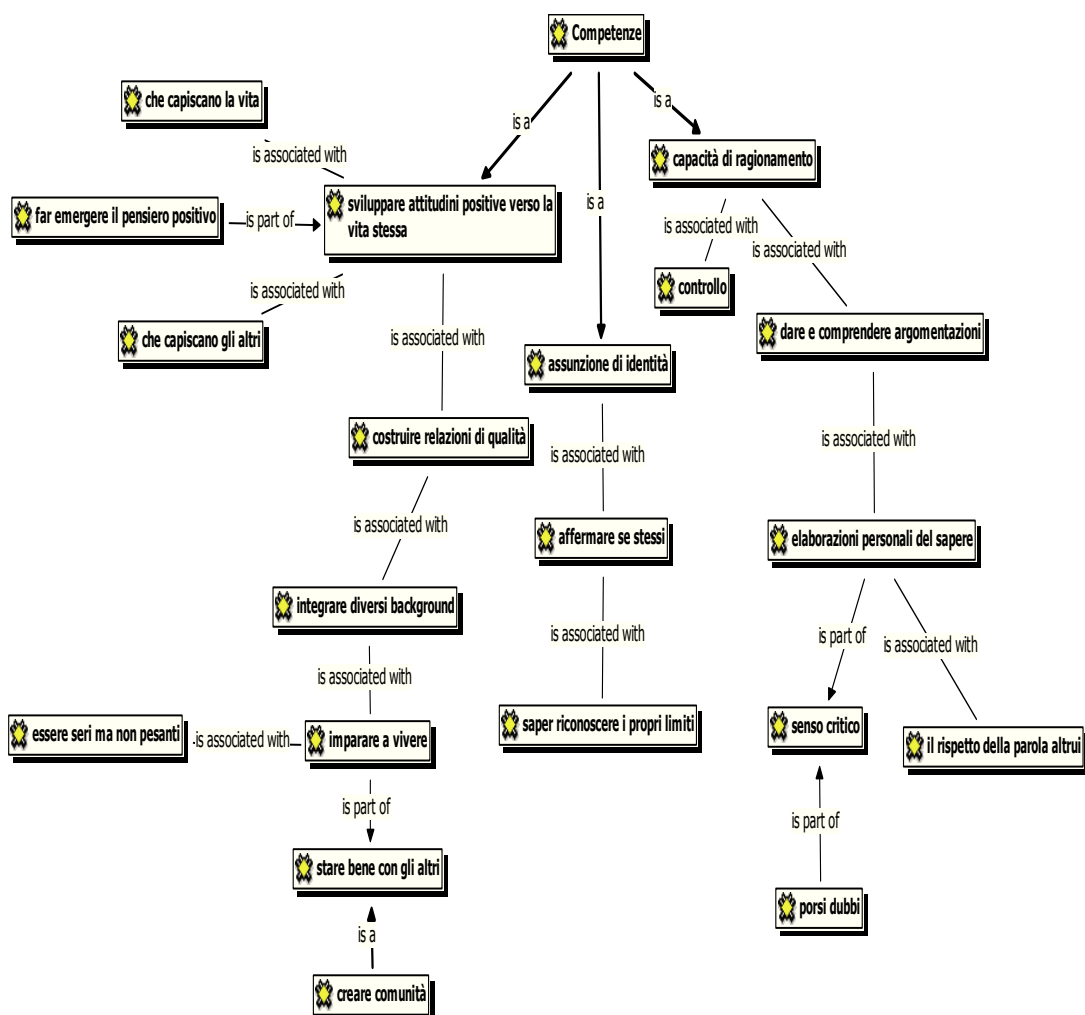 Competenze
che capiscano la vita
is a
is a
is associated with
capacità di ragionamento
sviluppare attitudini positive verso la
vita stessa
far emergere il pensiero positivo
is part of
is a
is associated with
is associated with
controllo
is associated with
che capiscano gli altri
dare e comprendere argomentazioni
is associated with
assunzione di identità
costruire relazioni di qualità
is associated with
is associated with
is associated with
affermare se stessi
elaborazioni personali del sapere
integrare diversi background
is associated with
is part of
is associated with
is associated with
saper riconoscere i propri limiti
essere seri ma non pesanti
is associated with
imparare a vivere
senso critico
il rispetto della parola altrui
is part of
is part of
stare bene con gli altri
porsi dubbi
is a
creare comunità